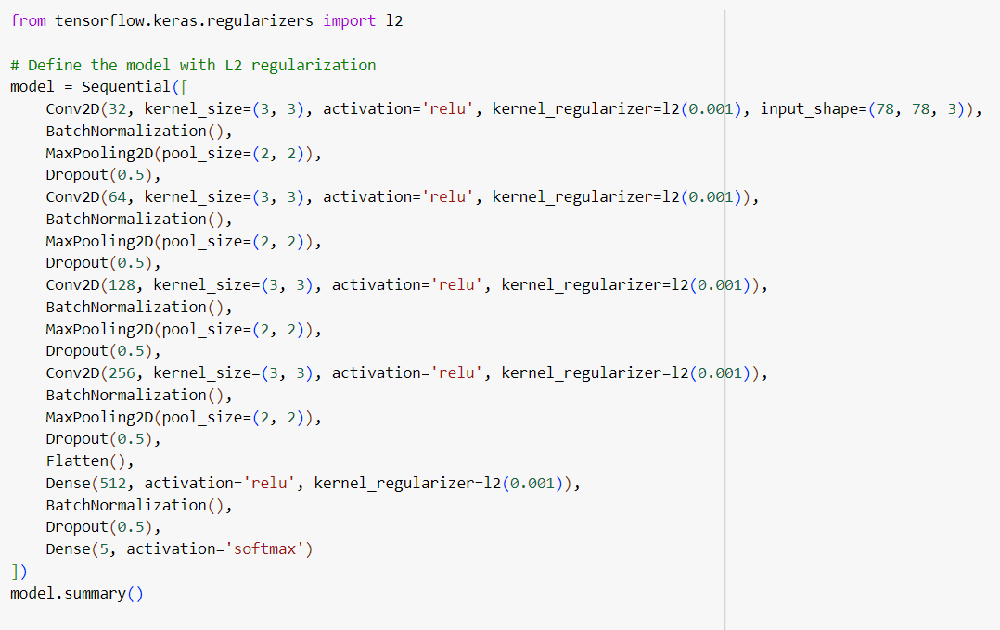 from tensorflow.keras.regularizers import l2
# Define the model with L2 regularization
model = Sequential([
    Conv2D(32, kernel_size=(3, 3), activation='relu', kernel_regularizer=l2(0.001), input_shape=(78, 78, 3)),
    BatchNormalization(),
    MaxPooling2D(pool_size=(2, 2)),
    Dropout(0.5),
    Conv2D(64, kernel_size=(3, 3), activation='relu', kernel_regularizer=l2(0.001)),
    BatchNormalization(),
    MaxPooling2D(pool_size=(2, 2)),
    Dropout(0.5),
    Conv2D(128, kernel_size=(3, 3), activation='relu', kernel_regularizer=l2(0.001)),
    BatchNormalization(),
    MaxPooling2D(pool_size=(2, 2)),
    Dropout(0.5),
    Conv2D(256, kernel_size=(3, 3), activation='relu', kernel_regularizer=l2(0.001)),
    BatchNormalization(),
    MaxPooling2D(pool_size=(2, 2)),
    Dropout(0.5),
    Flatten(),
    Dense(512, activation='relu', kernel_regularizer=l2(0.001)),
    BatchNormalization(),
    Dropout(0.5),
    Dense(5, activation='softmax')
])
model.summary()